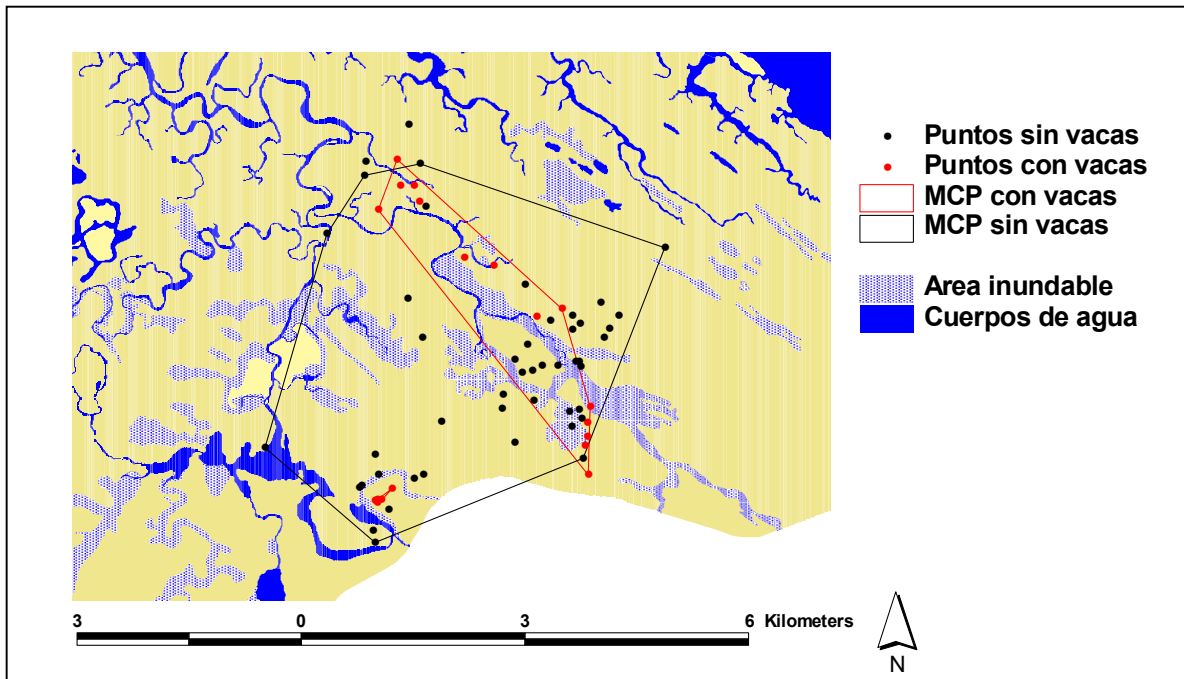 Puntos sin vacas
Puntos con vacas
MCP con vacas
MCP sin vacas
Area inundable
Cuerpos de agua
3 0 3 6 Kilometers
N